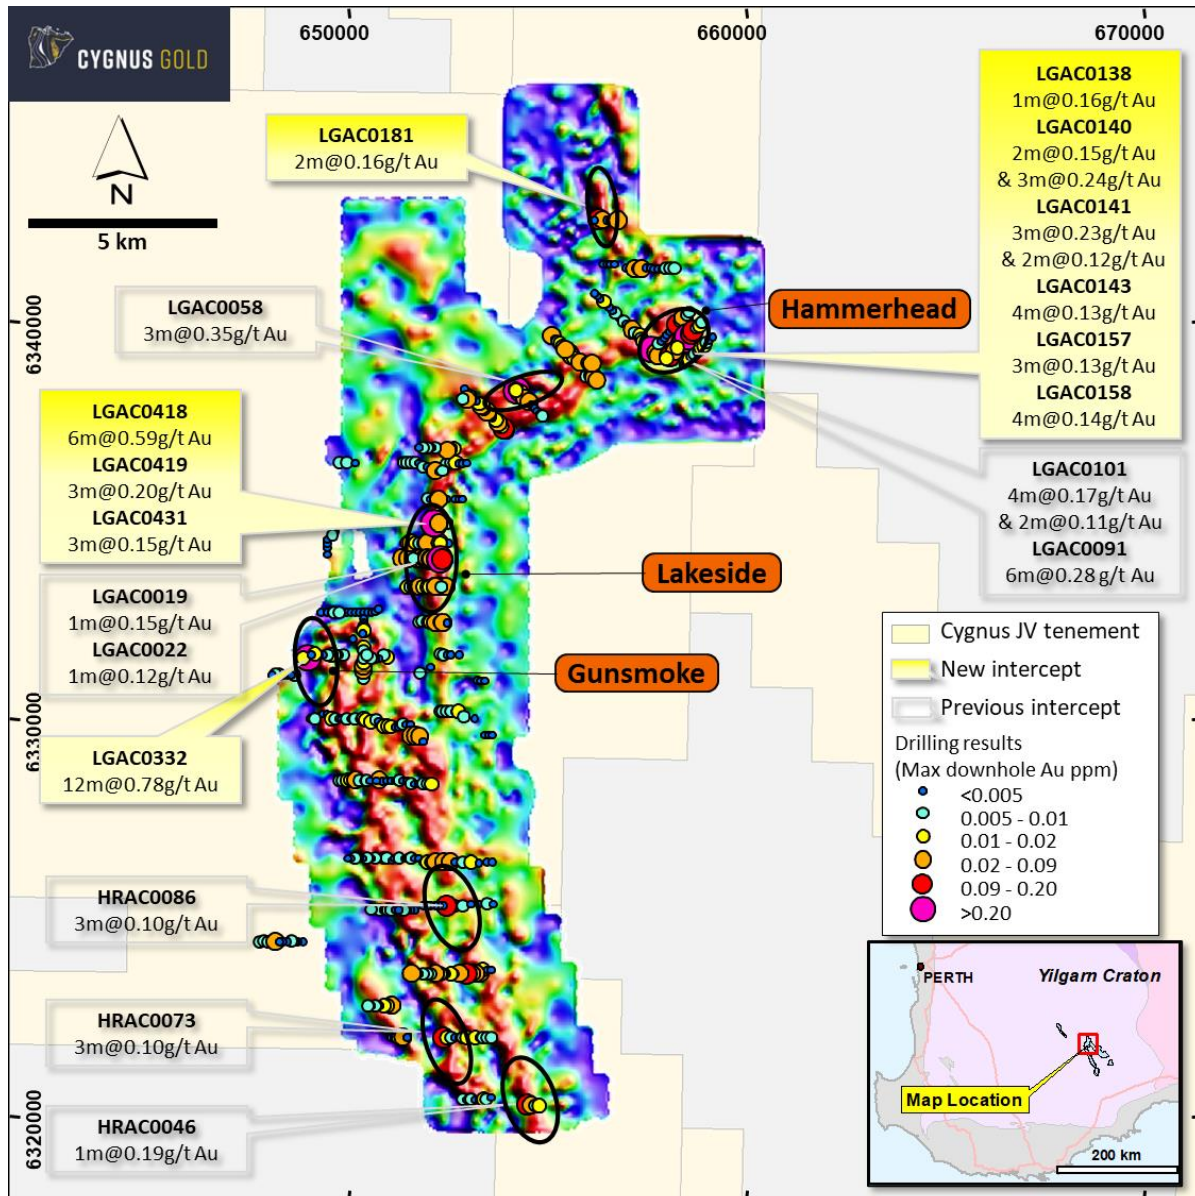 CYGNUS GOLD
650000
660000
670000
N
5 km
LGAC0181
2m@0.16g/t Au
LGAC0138
1m@0.16g/t Au
LGAC0140
2m@0.15g/t Au
& 3m@0.24g/t Au
LGAC0141
3m@0.23g/t Au
& 2m@0.12g/t Au
LGAC0143
4m@0.13g/t Au
LGAC0157
3m@0.13g/t Au
LGAC0158
4m@0.14g/t Au
LGAC0058
3m@0.35g/t Au
Hammerhead
6340000
LGAC0418
6m@0.59g/t Au
LGAC0419
3m@0.20g/t Au
LGAC0431
3m@0.15g/t Au
LGAC0101
4m@0.17g/t Au
& 2m@0.11g/t Au
LGAC0091
6m@0.28 g/t Au
Lakeside
LGAC0019
1m@0.15g/t Au
LGAC0022
1m@0.12g/t Au
Gunsmoke
6330000
LGAC0332
12m@0.78g/t Au
Cygnus JV tenement
New intercept
Previous intercept
Drilling results
(Max downhole Au ppm)
<0.005
0.005 - 0.01
0.01 - 0.02
0.02 - 0.09
0.09 - 0.20
>0.20
HRAC0086
3m@0.10g/t Au
HRAC0073
3m@0.10g/t Au
HRAC0046
1m@0.19g/t Au
6320000
PERTH
Yilgarn Craton
Map Location
200 km